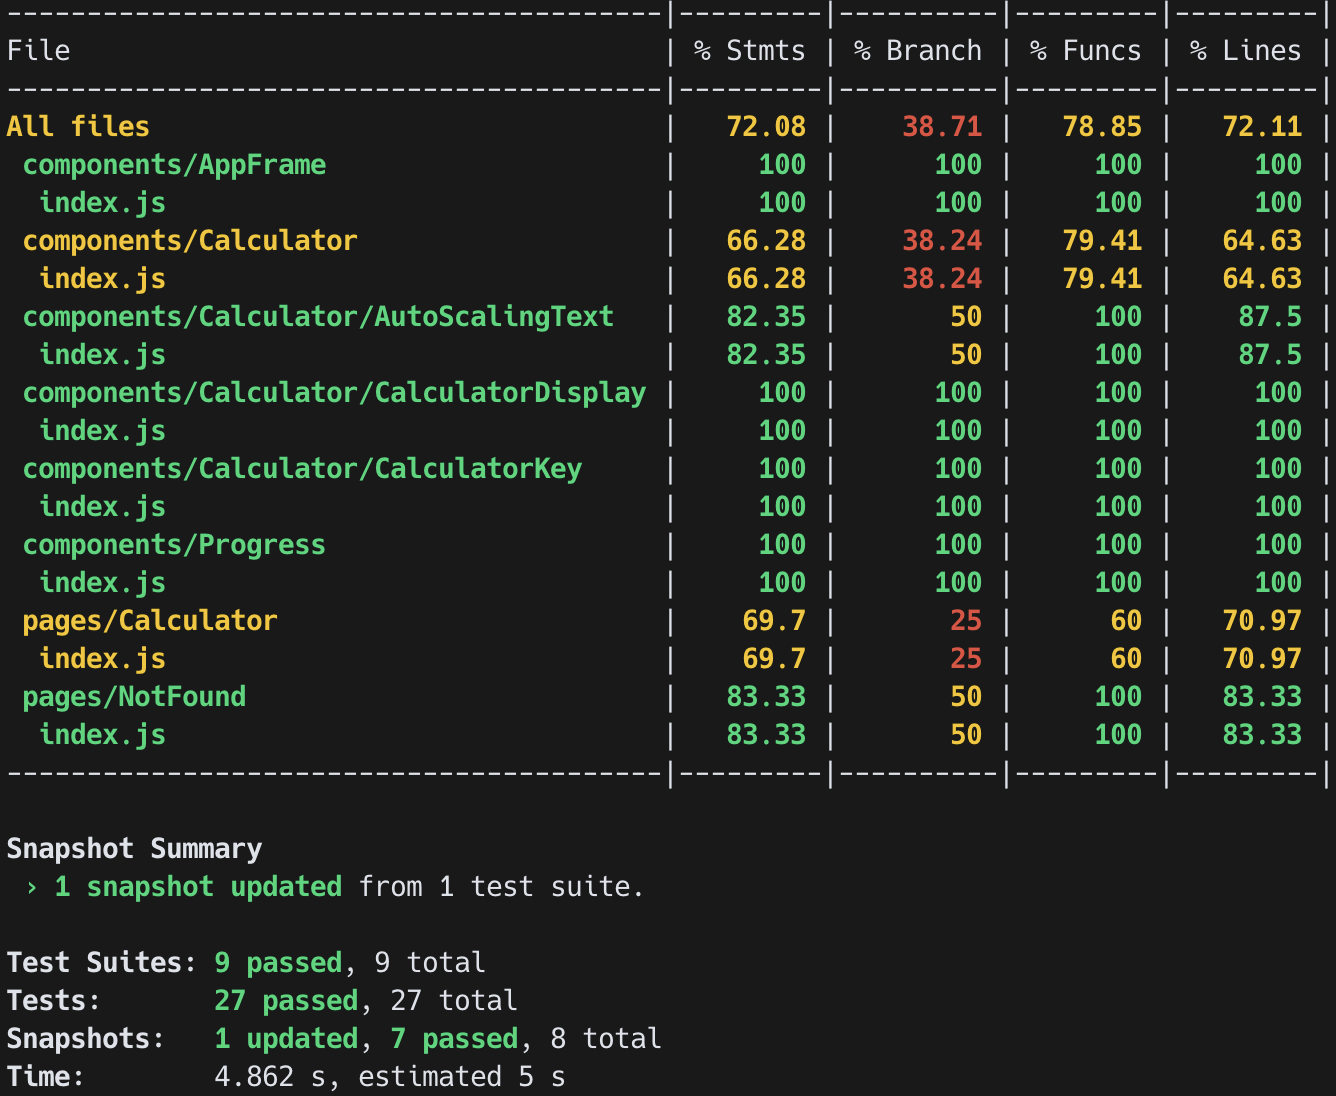 ----------------------------------------|---------|----------|---------|---------|
File                                    | % Stmts | % Branch | % Funcs | % Lines |
----------------------------------------|---------|----------|---------|---------|
All files                               |   72.08 |    38.71 |   78.85 |   72.11 |
 components/AppFrame                    |     100 |      100 |     100 |     100 |
  index.js                              |     100 |      100 |     100 |     100 |
 components/Calculator                  |   66.28 |    38.24 |   79.41 |   64.63 |
  index.js                              |   66.28 |    38.24 |   79.41 |   64.63 |
 components/Calculator/AutoScalingText  |   82.35 |       50 |     100 |    87.5 |
  index.js                              |   82.35 |       50 |     100 |    87.5 |
 components/Calculator/CalculatorDisplay |     100 |      100 |     100 |     100 |
  index.js                              |     100 |      100 |     100 |     100 |
 components/Calculator/CalculatorKey    |     100 |      100 |     100 |     100 |
  index.js                              |     100 |      100 |     100 |     100 |
 components/Progress                    |     100 |      100 |     100 |     100 |
  index.js                              |     100 |      100 |     100 |     100 |
 pages/Calculator                       |    69.7 |       25 |      60 |   70.97 |
  index.js                              |    69.7 |       25 |      60 |   70.97 |
 pages/NotFound                         |   83.33 |       50 |     100 |   83.33 |
  index.js                              |   83.33 |       50 |     100 |   83.33 |
----------------------------------------|---------|----------|---------|---------|
Snapshot Summary
 › 1 snapshot updated from 1 test suite.
Test Suites: 9 passed, 9 total
Tests:       27 passed, 27 total
Snapshots:   1 updated, 7 passed, 8 total
Time:        4.862 s, estimated 5 s